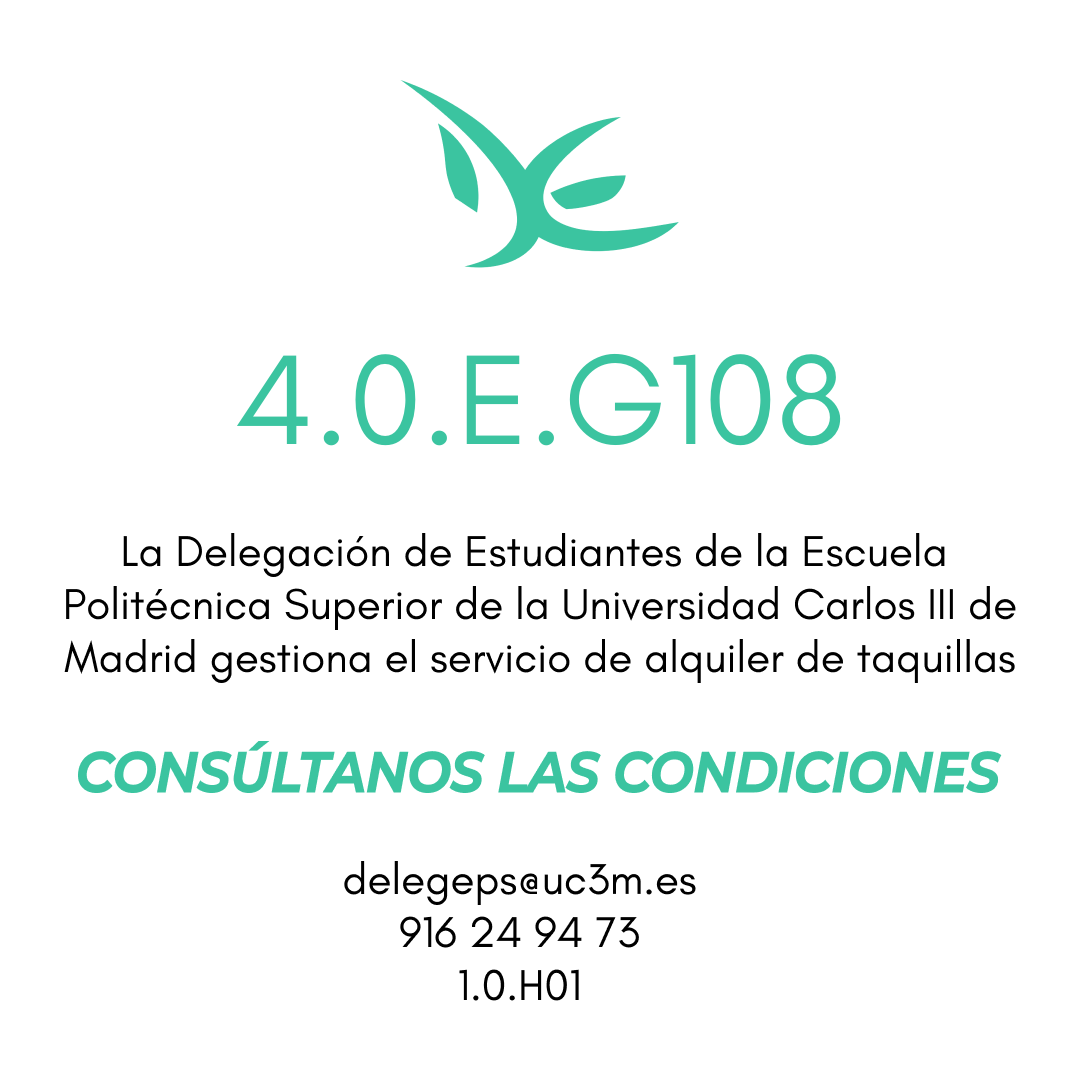 4.0.E.G108
La Delegación de Estudiantes de la Escuela
Politécnica Superior de la Universidad Carlos III de
Madrid gestiona el servicio de alquiler de taquillas
CONSÚLTANOS LAS CONDICIONES
delegeps@uc3m.es
916 24 94 73
1.0.H01